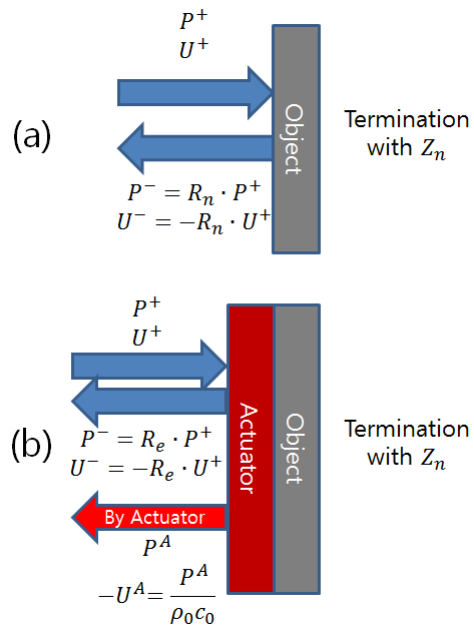 P⁺
U⁺
(a)
Object
Termination
with Zₙ
P⁻ = Rₙ · P⁺
U⁻ = −Rₙ · U⁺
P⁺
U⁺
(b)
Actuator
Object
Termination
with Zₙ
P⁻ = Rₑ · P⁺
U⁻ = −Rₑ · U⁺
By Actuator
Pᴬ
−Uᴬ = Pᴬ / ρ₀c₀